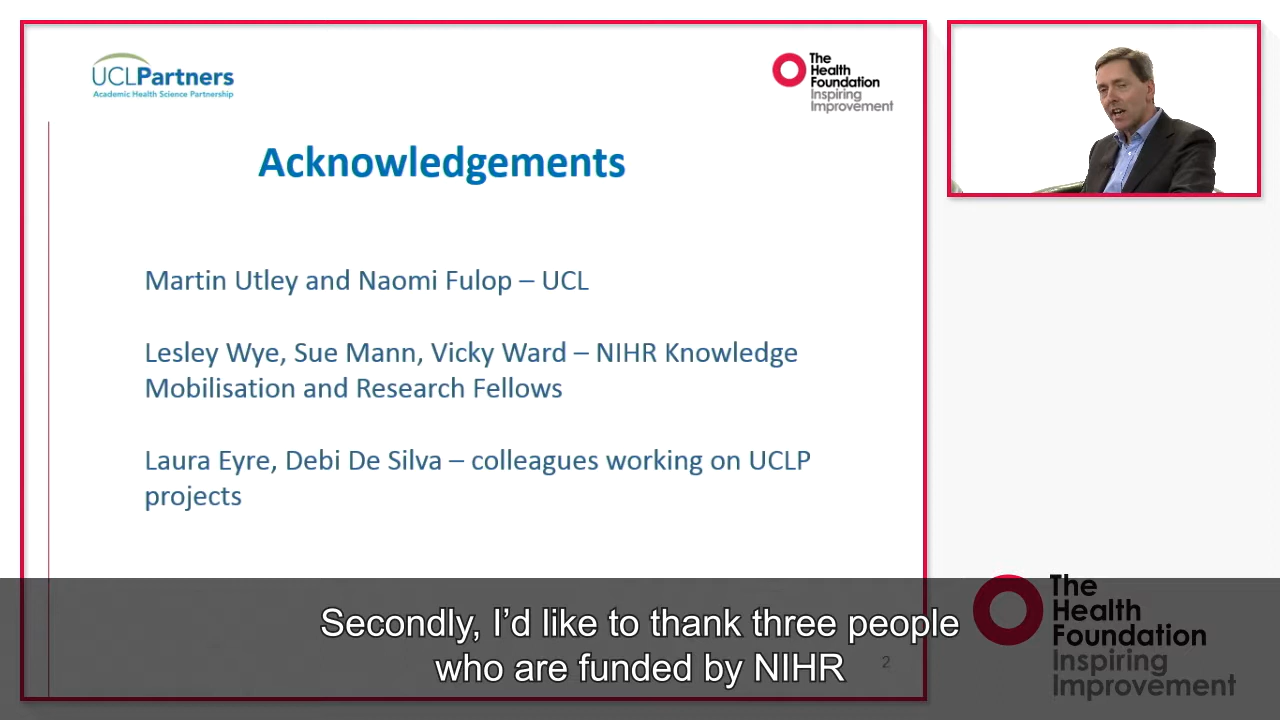 UCLPartners
Academic Health Science Partnership
The
Health
Foundation
Inspiring
Improvement
Acknowledgements
Martin Utley and Naomi Fulop – UCL
Lesley Wye, Sue Mann, Vicky Ward – NIHR Knowledge
Mobilisation and Research Fellows
Laura Eyre, Debi De Silva – colleagues working on UCLP
projects
Secondly, I’d like to thank three people
who are funded by NIHR
2
The
Health
Foundation
Inspiring
Improvement